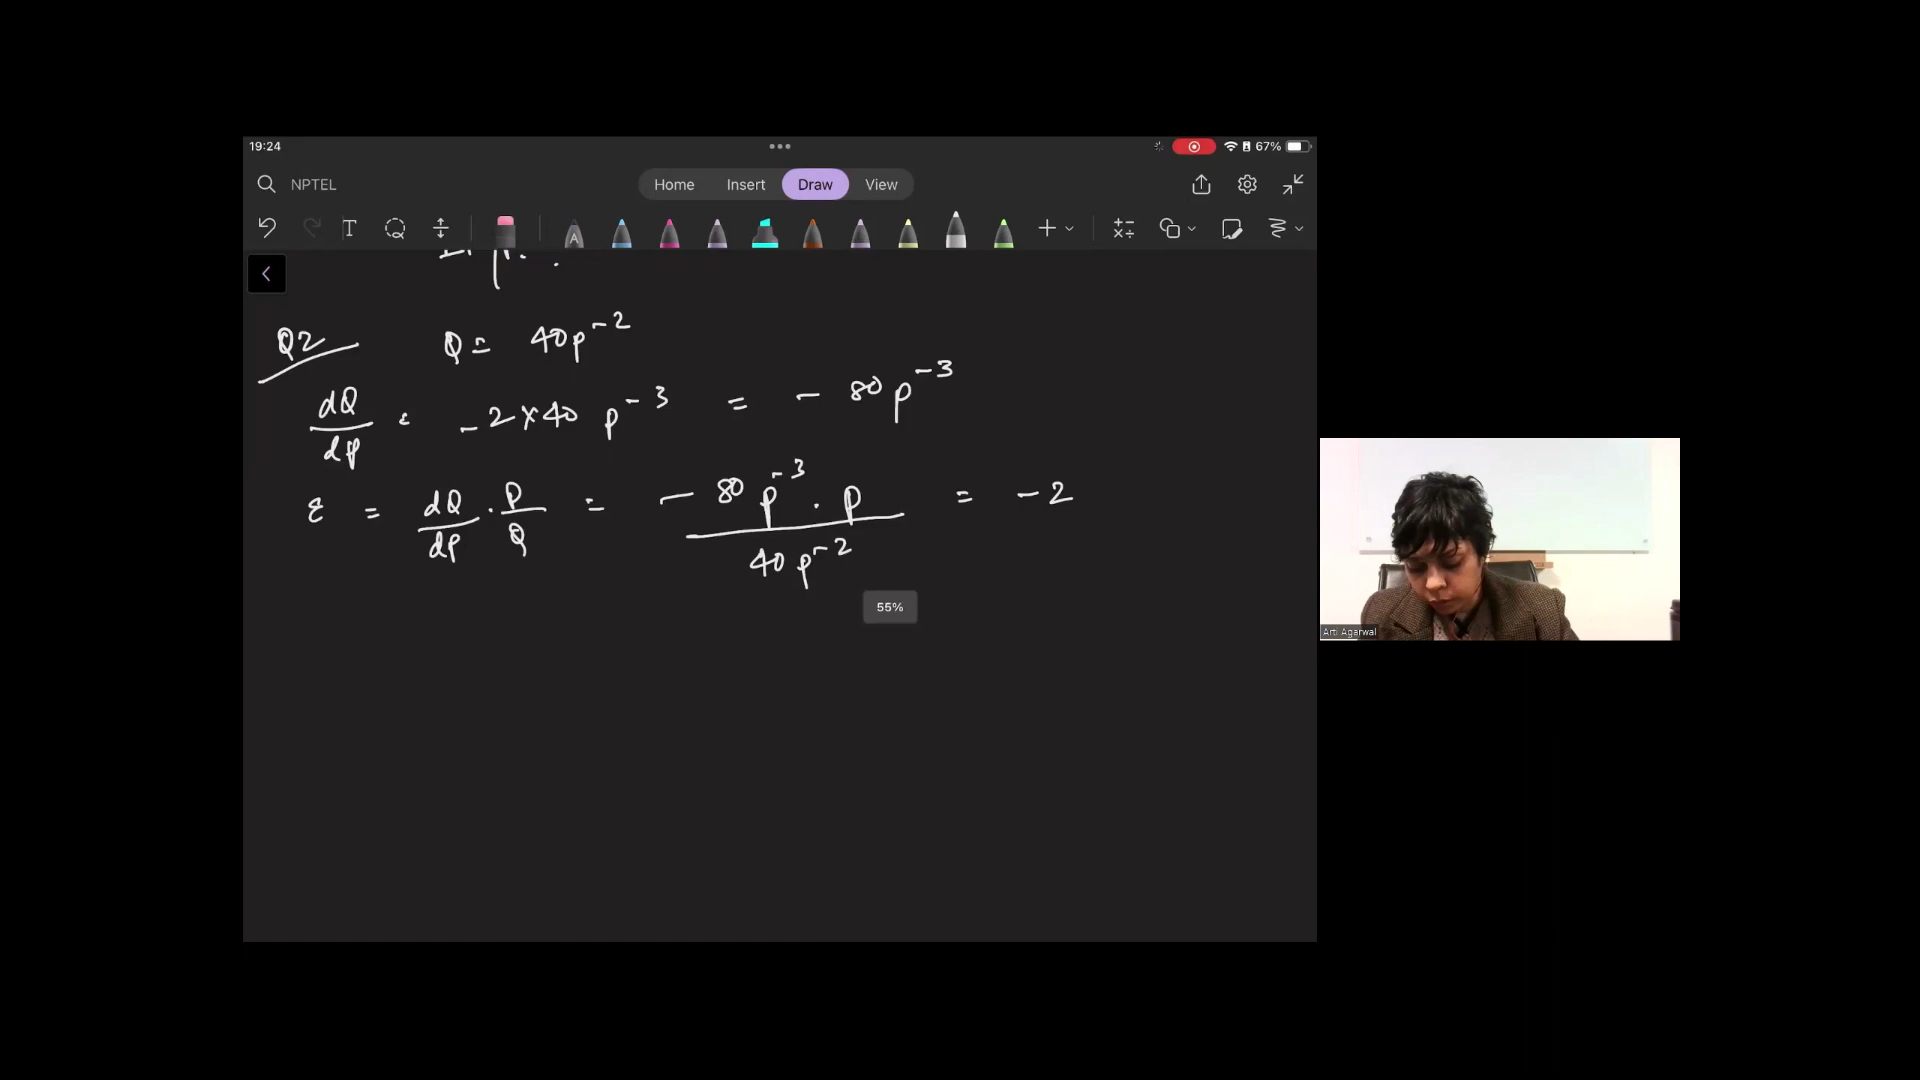 19:24
67%
NPTEL
Home Insert Draw View
T
A
Q2 Q = 40p⁻²
dQ/dp = -2×40 p⁻³ = - 80p⁻³
ε = dQ/dp · P/Q = - 80 p⁻³ · p / 40 p⁻² = -2
55%
Arti Agarwal